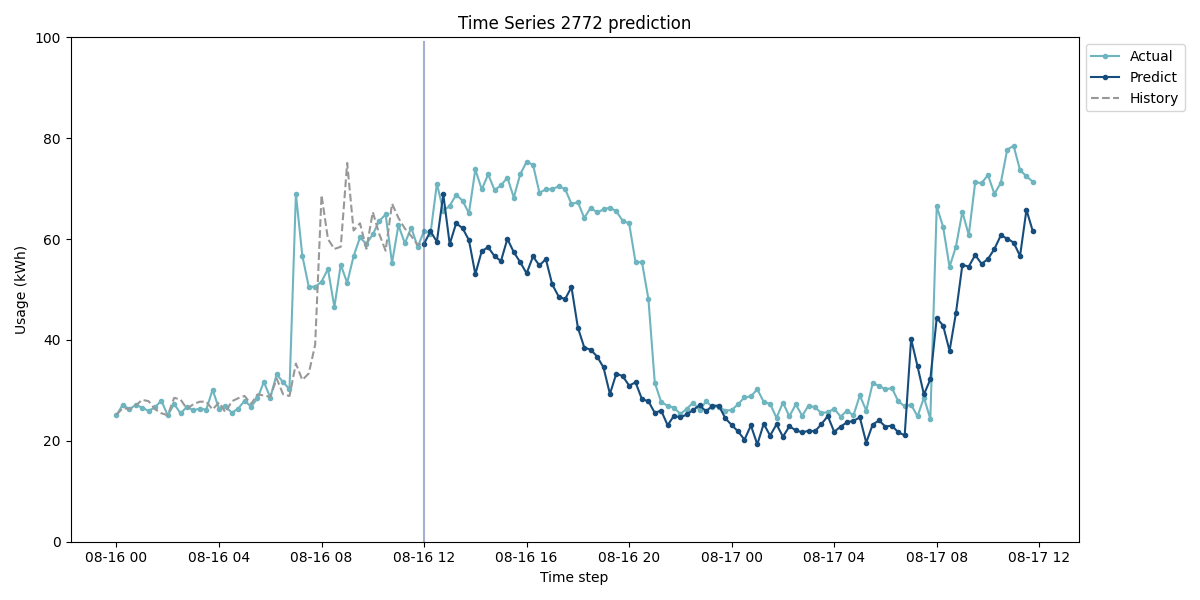 Time Series 2772 prediction
100
80
60
40
20
0
Usage (kWh)
08-16 00
08-16 04
08-16 08
08-16 12
08-16 16
08-16 20
08-17 00
08-17 04
08-17 08
08-17 12
Time step
Actual
Predict
History